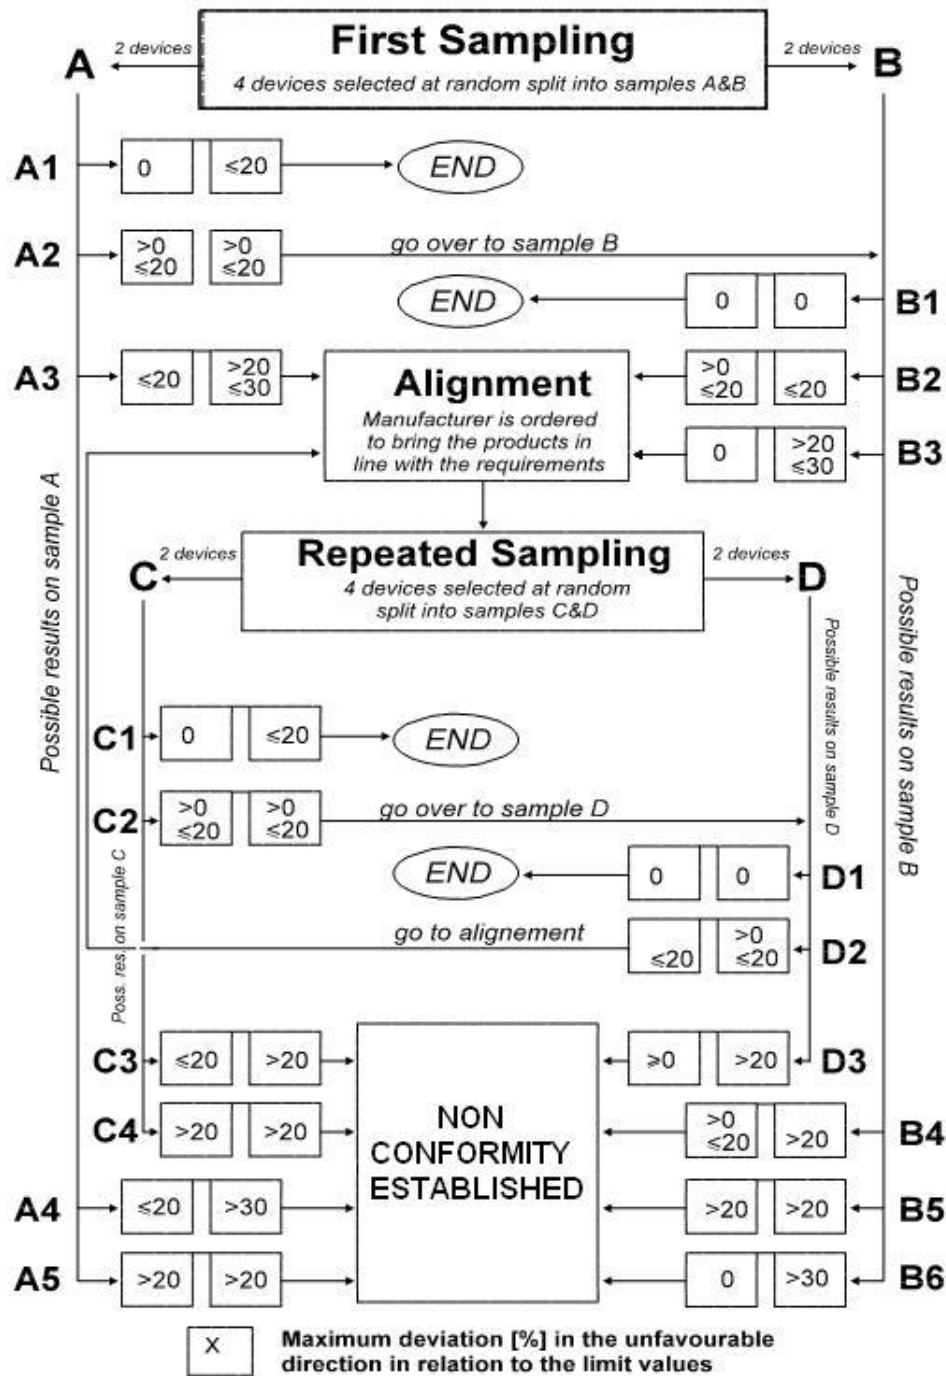 First Sampling
4 devices selected at random split into samples A&B
A
2 devices
2 devices
B
A1
0
≤20
END
A2
>0
≤20
>0
≤20
go over to sample B
END
0
0
B1
A3
≤20
>20
≤30
Alignment
Manufacturer is ordered
to bring the products in
line with the requirements
>0
≤20
≤20
B2
0
>20
≤30
B3
Possible results on sample A
Possible results on sample B
Repeated Sampling
4 devices selected at random
split into samples C&D
C
2 devices
2 devices
D
Possible results on sample D
C1
0
≤20
END
C2
>0
≤20
>0
≤20
go over to sample D
Poss. res. on sample C
END
0
0
D1
go to alignement
≤20
>0
≤20
D2
C3
≤20
>20
NON
CONFORMITY
ESTABLISHED
≥0
>20
D3
C4
>20
>20
>0
≤20
>20
B4
A4
≤20
>30
>20
>20
B5
A5
>20
>20
0
>30
B6
X
Maximum deviation [%] in the unfavourable
direction in relation to the limit values